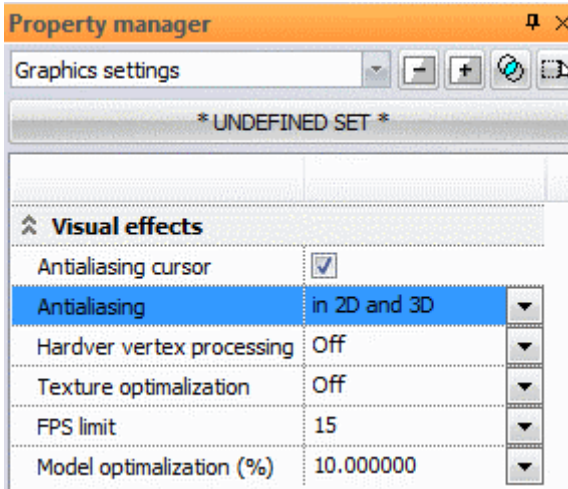 Property manager
Graphics settings
* UNDEFINED SET *
Visual effects
Antialiasing cursor
Antialiasing in 2D and 3D
Hardver vertex processing Off
Texture optimalization Off
FPS limit 15
Model optimalization (%) 10.000000